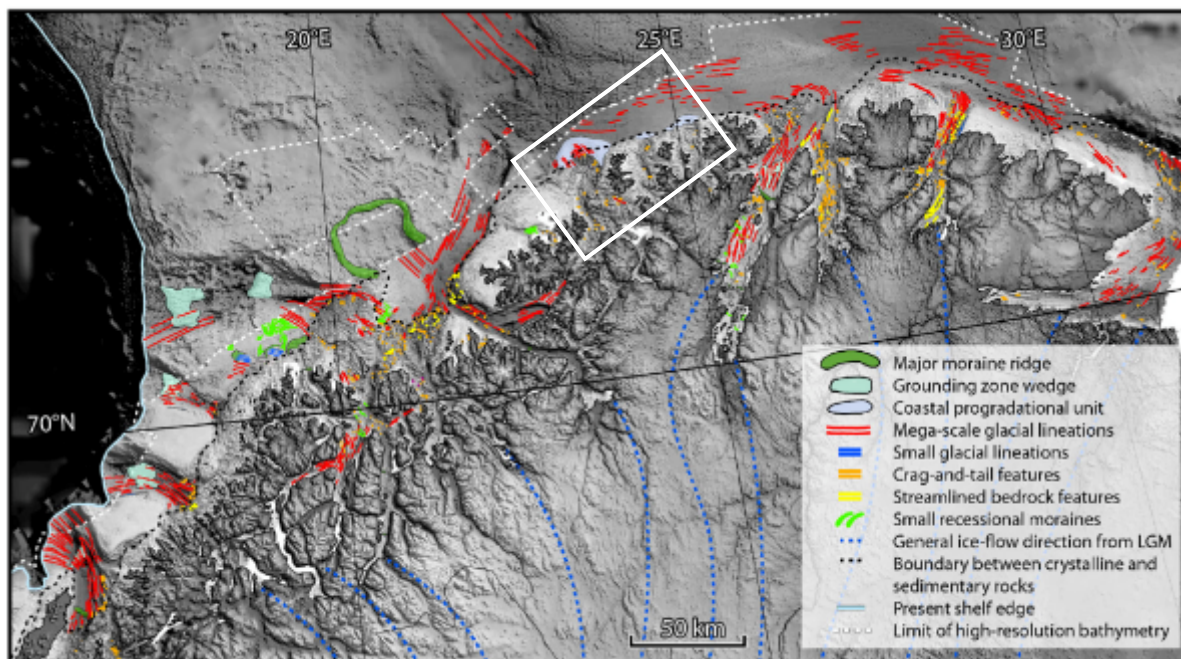 20°E
25°E
30°E
70°N
Major moraine ridge
Grounding zone wedge
Coastal progradational unit
Mega-scale glacial lineations
Small glacial lineations
Crag-and-tail features
Streamlined bedrock features
Small recessional moraines
General ice-flow direction from LGM
Boundary between crystalline and
sedimentary rocks
Present shelf edge
Limit of high-resolution bathymetry
50 km